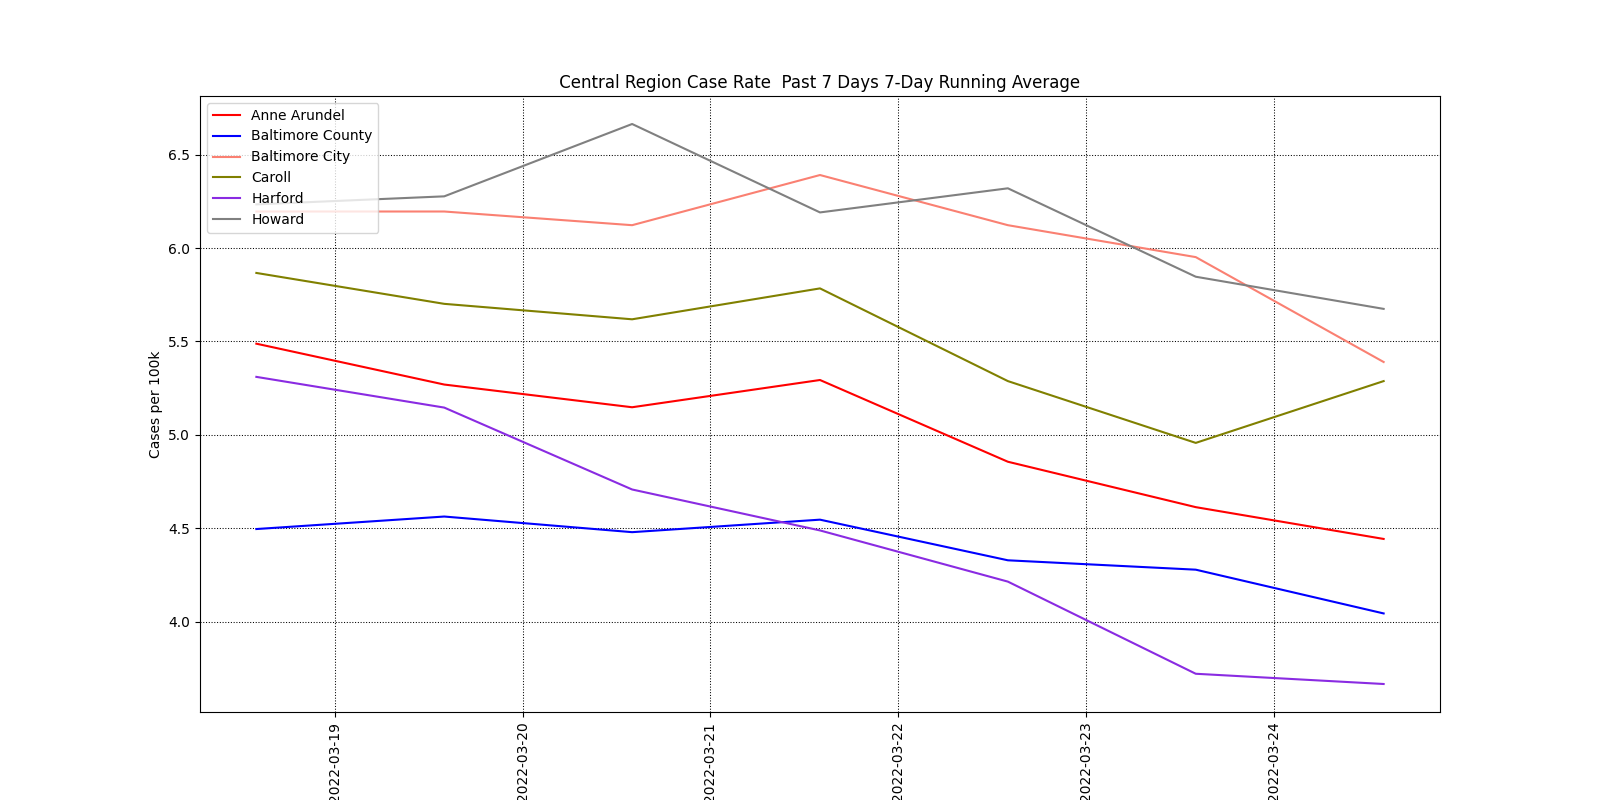 Central Region Case Rate  Past 7 Days 7-Day Running Average
Anne Arundel
Baltimore County
Baltimore City
Caroll
Harford
Howard
Cases per 100k
6.5
6.0
5.5
5.0
4.5
4.0
2022-03-19
2022-03-20
2022-03-21
2022-03-22
2022-03-23
2022-03-24